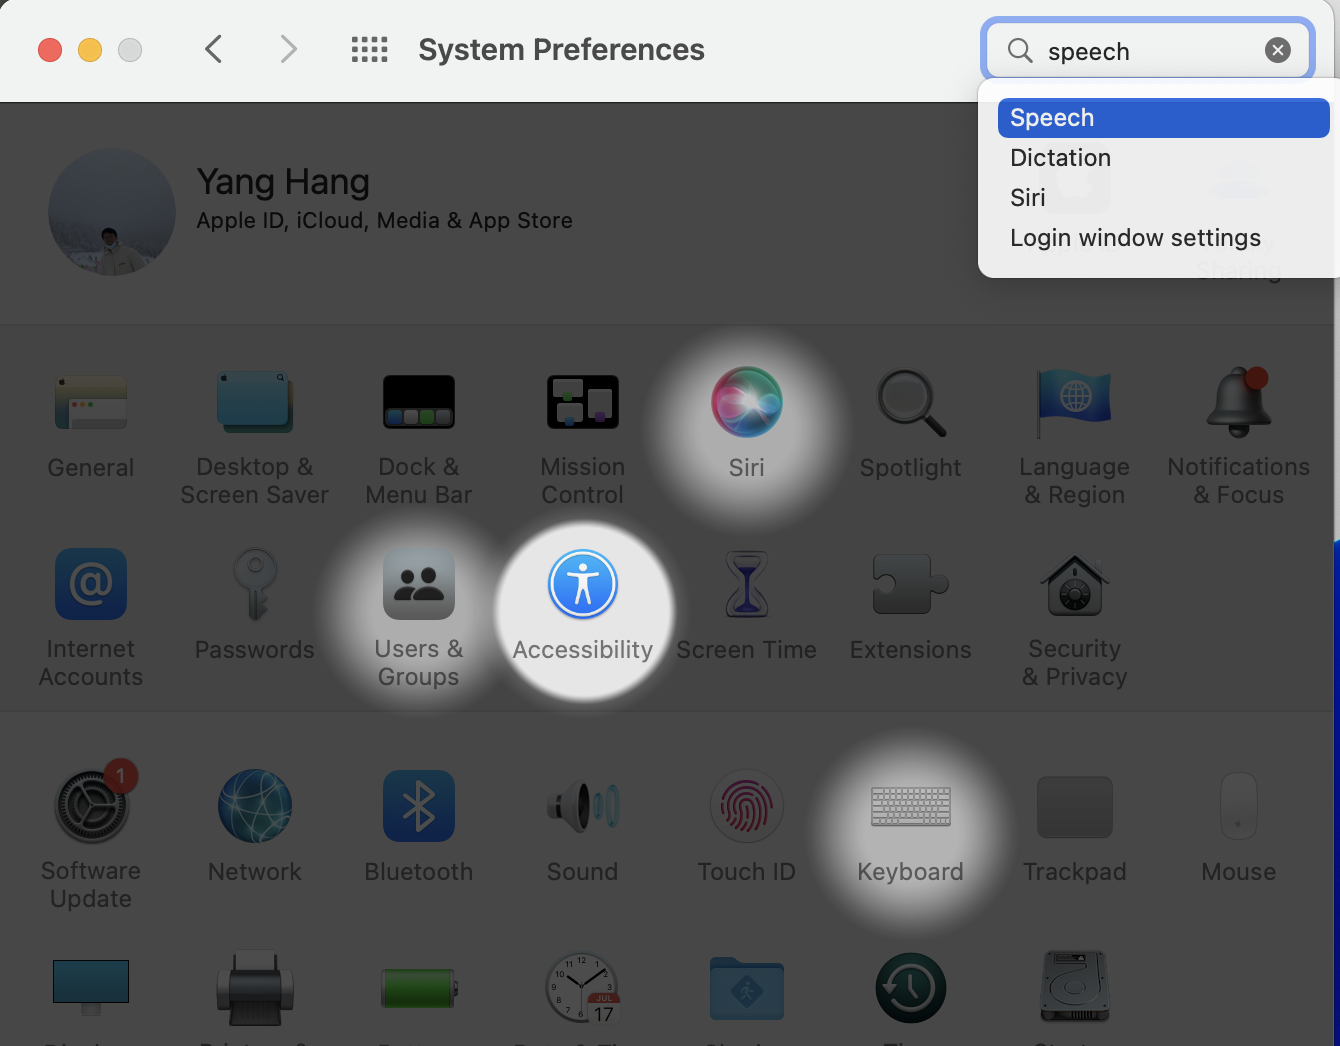 System Preferences
speech
Speech
Dictation
Siri
Login window settings
Sharing
Yang Hang
Apple ID, iCloud, Media & App Store
General
Desktop &
Screen Saver
Dock &
Menu Bar
Mission
Control
Siri
Spotlight
Language
& Region
Notifications
& Focus
Internet
Accounts
Passwords
Users &
Groups
Accessibility
Screen Time
Extensions
Security
& Privacy
1
Software
Update
Network
Bluetooth
Sound
Touch ID
Keyboard
Trackpad
Mouse
JUL
17